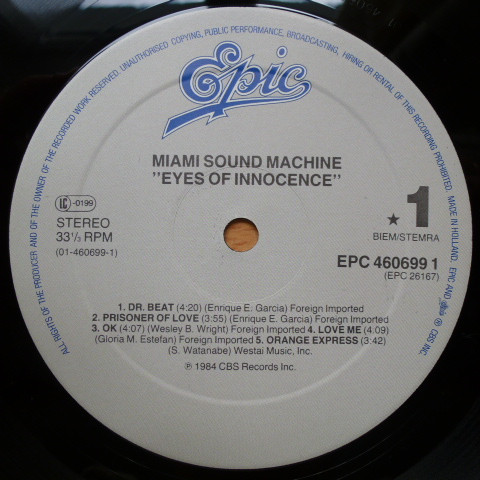 ALL RIGHTS OF THE PRODUCER AND OF THE OWNER OF THE RECORDED WORK RESERVED. UNAUTHORISED COPYING, PUBLIC PERFORMANCE, BROADCASTING, HIRING OR RENTAL OF THIS RECORD PROHIBITED. MADE IN HOLLAND. EPIC AND Epic ® CBS INC.
Epic
MIAMI SOUND MACHINE
"EYES OF INNOCENCE"
LC -0199
STEREO
33⅓ RPM
(01-460699-1)
★ 1
BIEM/STEMRA
EPC 460699 1
(EPC 26167)
1. DR. BEAT (4:20) (Enrique E. Garcia) Foreign Imported
2. PRISONER OF LOVE (3:55) (Enrique E. Garcia) Foreign Imported
3. OK (4:07) (Wesley B. Wright) Foreign Imported 4. LOVE ME (4:09)
(Gloria M. Estefan) Foreign Imported 5. ORANGE EXPRESS (3:42)
(S. Watanabe) Westai Music, Inc.
℗ 1984 CBS Records Inc.